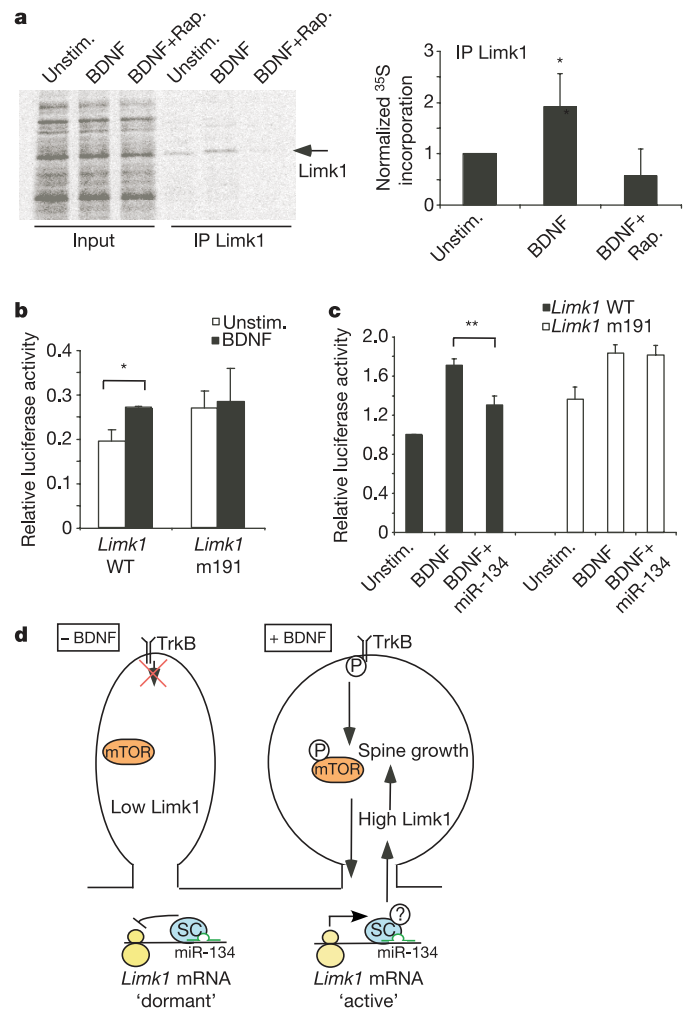 a
Unstim.
BDNF
BDNF+Rap.
Unstim.
BDNF
BDNF+Rap.
Limk1
Input
IP Limk1
IP Limk1
Normalized 35S
incorporation
3
2
1
0
*
*
Unstim.
BDNF
BDNF+
Rap.
b
Unstim.
BDNF
Relative luciferase activity
0.4
0.3
0.2
0.1
0
*
Limk1
WT
Limk1
m191
c
Limk1 WT
Limk1 m191
Relative luciferase activity
2.0
1.6
1.2
0.8
0.4
0
**
Unstim.
BDNF
BDNF+
miR-134
Unstim.
BDNF
BDNF+
miR-134
d
– BDNF
TrkB
mTOR
Low Limk1
SC
miR-134
Limk1 mRNA
'dormant'
+ BDNF
TrkB
P
P
mTOR
Spine growth
High Limk1
?
SC
miR-134
Limk1 mRNA
'active'